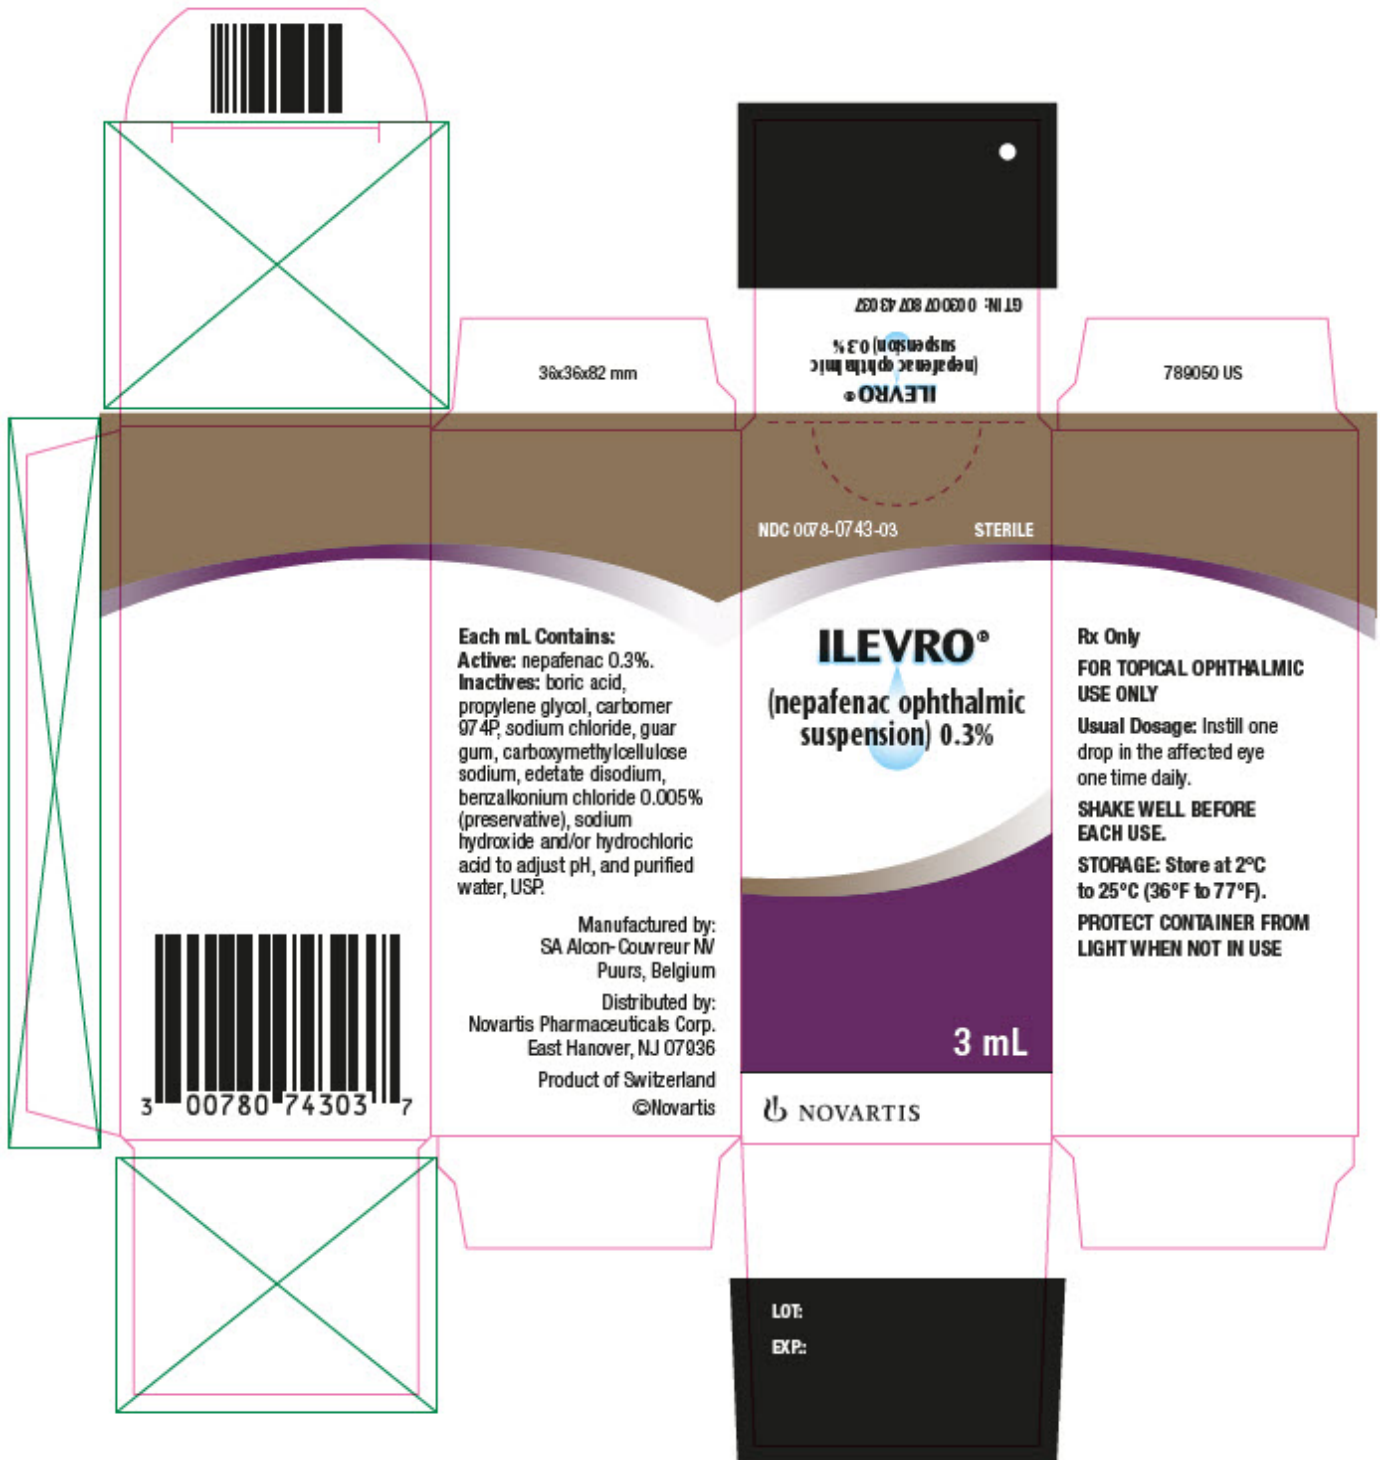 GTIN: 00300780743037
ILEVRO®
(nepafenac ophthalmic
suspension) 0.3%
36x36x82 mm
789050 US
NDC 0078-0743-03
STERILE
Each mL Contains:
Active: nepafenac 0.3%.
Inactives: boric acid,
propylene glycol, carbomer
974P, sodium chloride, guar
gum, carboxymethylcellulose
sodium, edetate disodium,
benzalkonium chloride 0.005%
(preservative), sodium
hydroxide and/or hydrochloric
acid to adjust pH, and purified
water, USP.
Manufactured by:
SA Alcon-Couvreur NV
Puurs, Belgium
Distributed by:
Novartis Pharmaceuticals Corp.
East Hanover, NJ 07936
Product of Switzerland
©Novartis
ILEVRO®
(nepafenac ophthalmic
suspension) 0.3%
3 mL
NOVARTIS
Rx Only
FOR TOPICAL OPHTHALMIC
USE ONLY
Usual Dosage: Instill one
drop in the affected eye
one time daily.
SHAKE WELL BEFORE
EACH USE.
STORAGE: Store at 2°C
to 25°C (36°F to 77°F).
PROTECT CONTAINER FROM
LIGHT WHEN NOT IN USE
3 00780 74303 7
LOT:
EXP.: